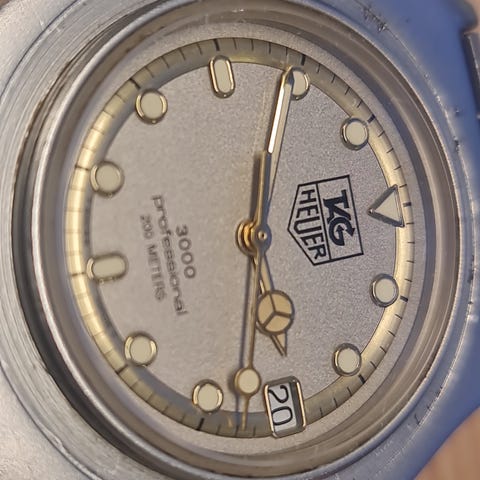 TAG
HEUER
3000
professional
200 METERS
20